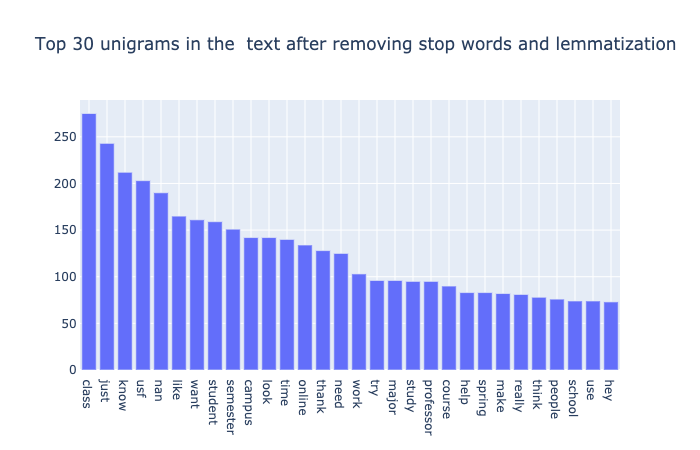 Top 30 unigrams in the  text after removing stop words and lemmatization
250
200
150
100
50
0
class
just
know
usf
nan
like
want
student
semester
campus
look
time
online
thank
need
work
try
major
study
professor
course
help
spring
make
really
think
people
school
use
hey